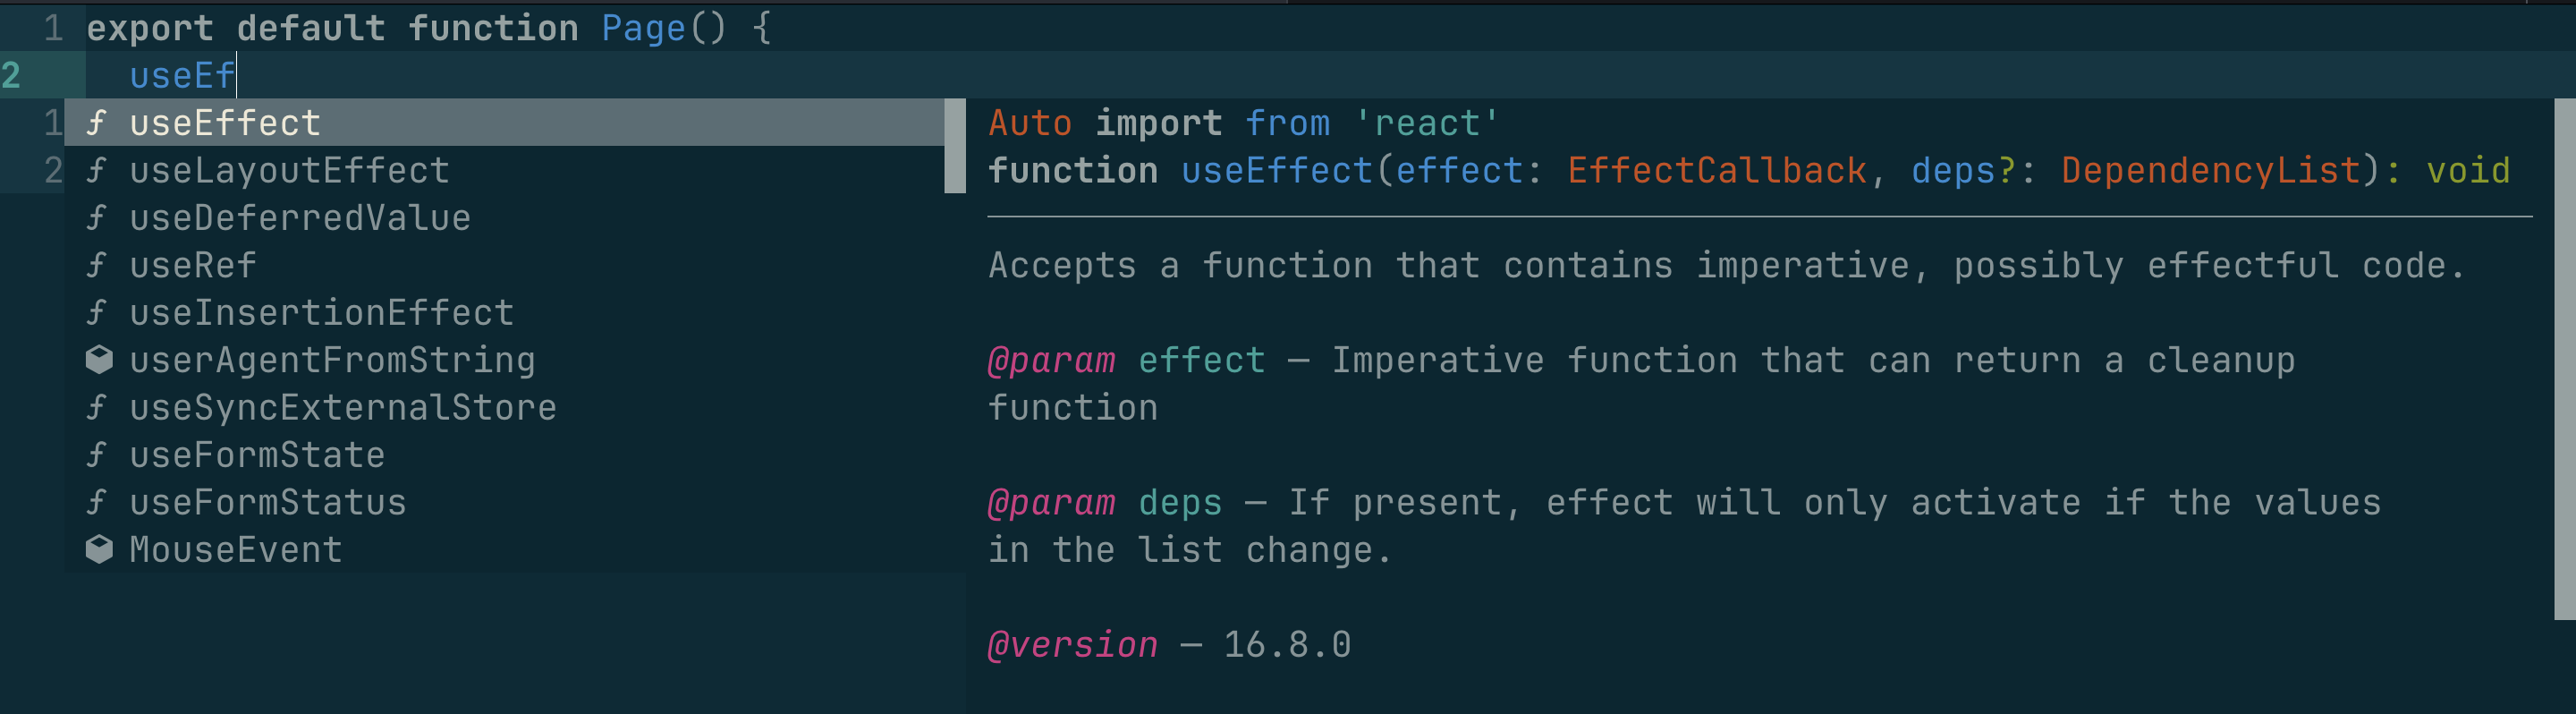 1 export default function Page() {
2 useEf
1 ƒ useEffect
2 ƒ useLayoutEffect
ƒ useDeferredValue
ƒ useRef
ƒ useInsertionEffect
userAgentFromString
ƒ useSyncExternalStore
ƒ useFormState
ƒ useFormStatus
MouseEvent
Auto import from 'react'
function useEffect(effect: EffectCallback, deps?: DependencyList): void
Accepts a function that contains imperative, possibly effectful code.
@param effect — Imperative function that can return a cleanup
function
@param deps — If present, effect will only activate if the values
in the list change.
@version — 16.8.0